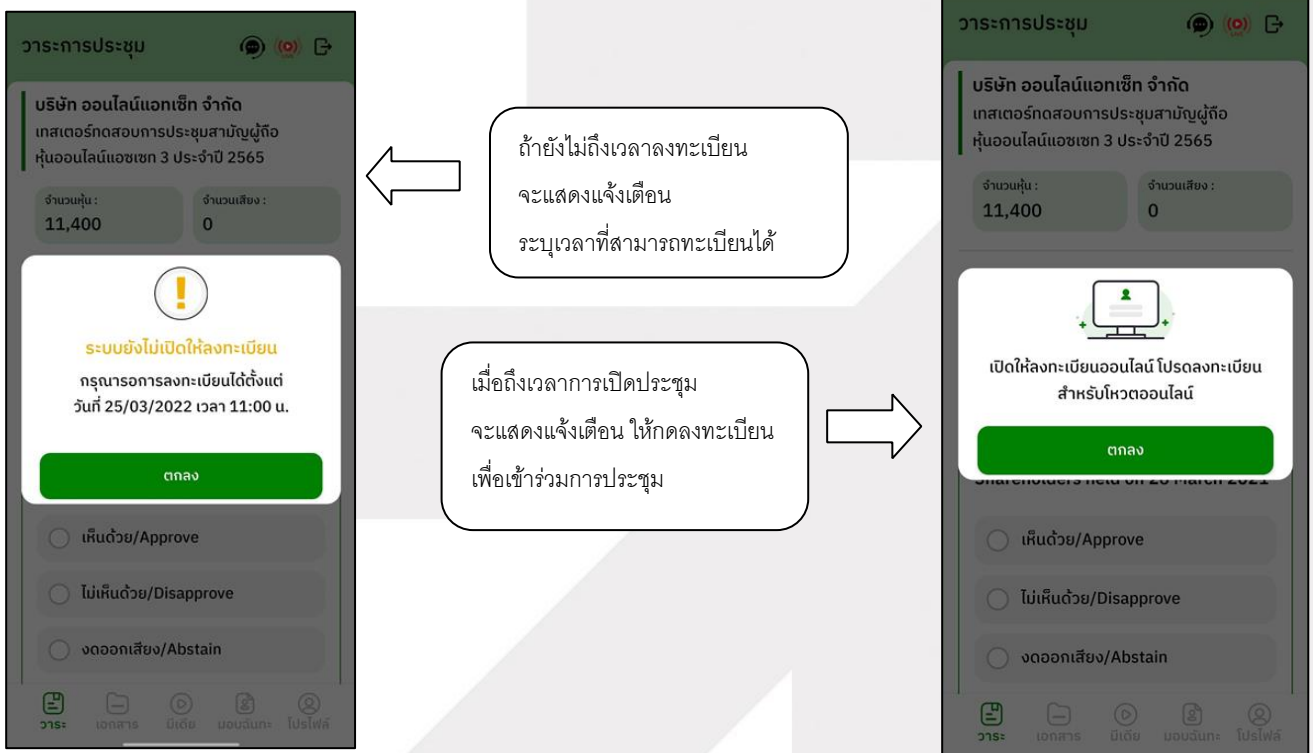 วาระการประชุม
บริษัท ออนไลน์แอทเซ็ท จำกัด
เทสเตอร์ทดสอบการประชุมสามัญผู้ถือ
หุ้นออนไลน์แอซเซท 3 ประจำปี 2565
จำนวนหุ้น :
11,400
จำนวนเสียง :
0
ระบบยังไม่เปิดให้ลงทะเบียน
กรุณารอการลงทะเบียนได้ตั้งแต่
วันที่ 25/03/2022 เวลา 11:00 น.
ตกลง
เห็นด้วย/Approve
ไม่เห็นด้วย/Disapprove
งดออกเสียง/Abstain
วาระ
เอกสาร
มีเดีย
มอบฉันทะ
โปรไฟล์
ถ้ายังไม่ถึงเวลาลงทะเบียน
จะแสดงแจ้งเตือน
ระบุเวลาที่สามารถทะเบียนได้
เมื่อถึงเวลาการเปิดประชุม
จะแสดงแจ้งเตือน ให้กดลงทะเบียน
เพื่อเข้าร่วมการประชุม
วาระการประชุม
บริษัท ออนไลน์แอทเซ็ท จำกัด
เทสเตอร์ทดสอบการประชุมสามัญผู้ถือ
หุ้นออนไลน์แอซเซท 3 ประจำปี 2565
จำนวนหุ้น :
11,400
จำนวนเสียง :
0
เปิดให้ลงทะเบียนออนไลน์ โปรดลงทะเบียน
สำหรับโหวตออนไลน์
ตกลง
Shareholders held on 26 March 2021
เห็นด้วย/Approve
ไม่เห็นด้วย/Disapprove
งดออกเสียง/Abstain
วาระ
เอกสาร
มีเดีย
มอบฉันทะ
โปรไฟล์